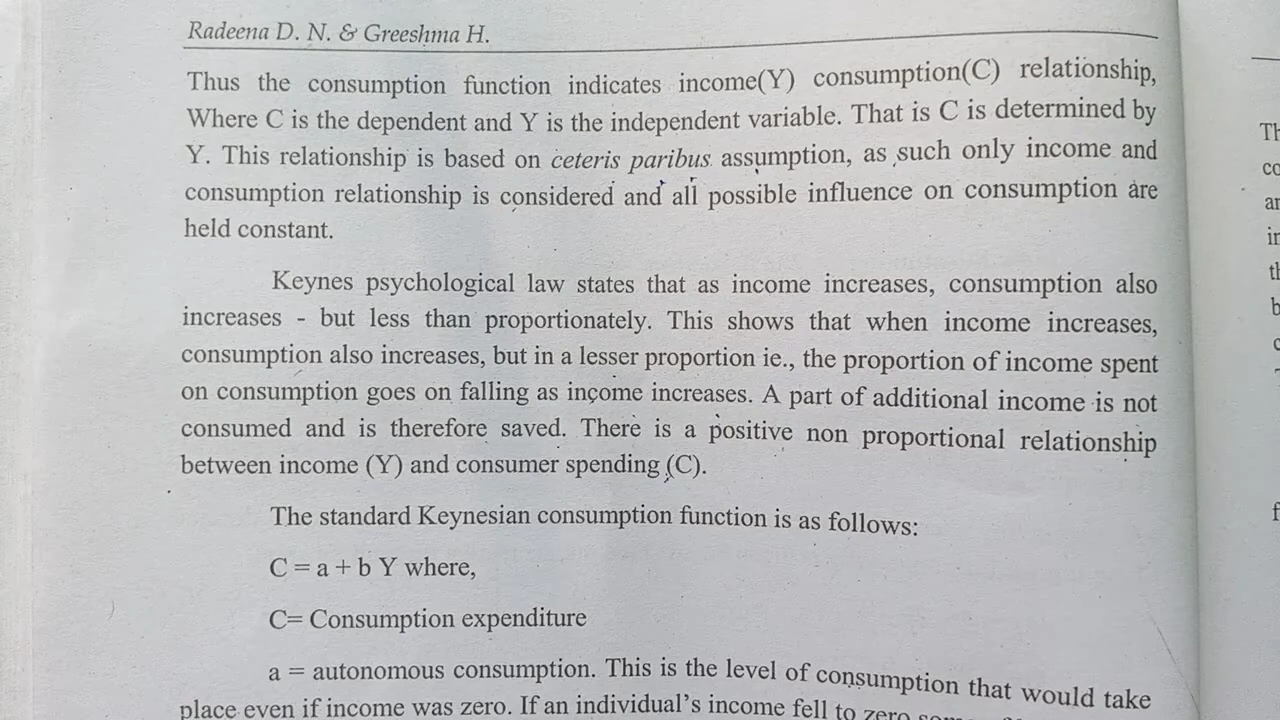 Radeena D. N. & Greeshma H.
Thus the consumption function indicates income(Y) consumption(C) relationship,
Where C is the dependent and Y is the independent variable. That is C is determined by
Y. This relationship is based on ceteris paribus assumption, as such only income and
consumption relationship is considered and all possible influence on consumption are
held constant.
Keynes psychological law states that as income increases, consumption also
increases - but less than proportionately. This shows that when income increases,
consumption also increases, but in a lesser proportion ie., the proportion of income spent
on consumption goes on falling as income increases. A part of additional income is not
consumed and is therefore saved. There is a positive non proportional relationship
between income (Y) and consumer spending (C).
The standard Keynesian consumption function is as follows:
C = a + b Y where,
C= Consumption expenditure
a = autonomous consumption. This is the level of consumption that would take
place even if income was zero. If an individual's income fell to zero